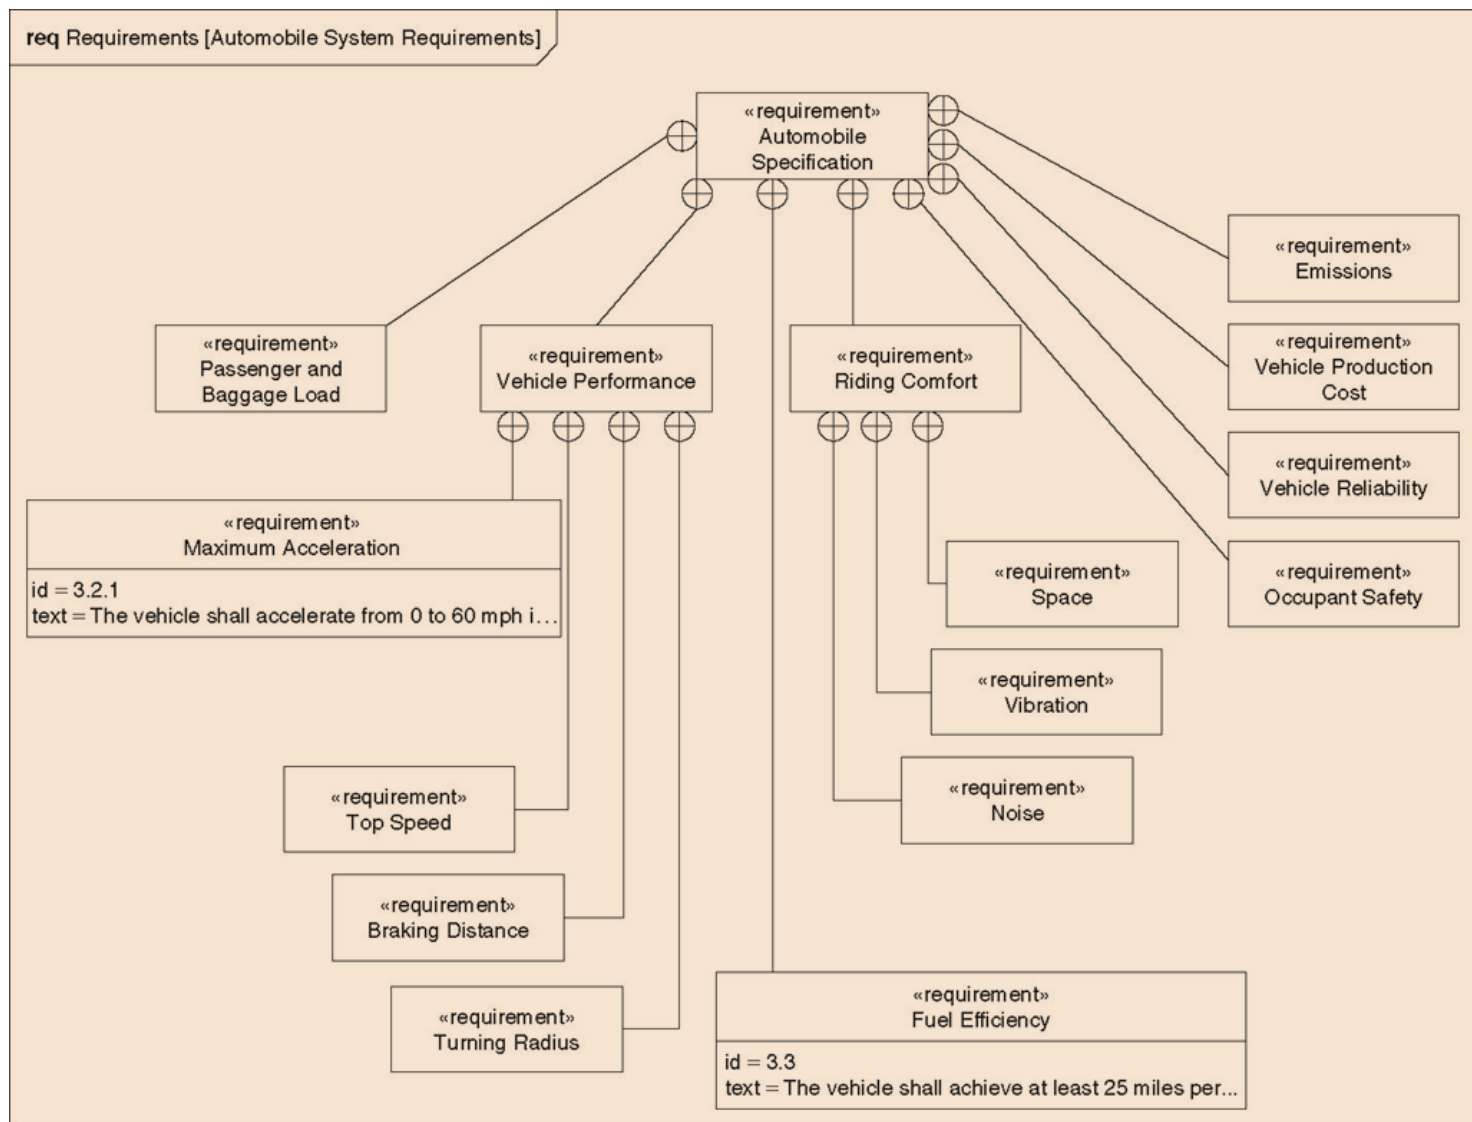 req Requirements [Automobile System Requirements]
«requirement»
Automobile
Specification
«requirement»
Emissions
«requirement»
Passenger and
Baggage Load
«requirement»
Vehicle Performance
«requirement»
Riding Comfort
«requirement»
Vehicle Production
Cost
«requirement»
Vehicle Reliability
«requirement»
Maximum Acceleration
id = 3.2.1
text = The vehicle shall accelerate from 0 to 60 mph i...
«requirement»
Space
«requirement»
Occupant Safety
«requirement»
Vibration
«requirement»
Top Speed
«requirement»
Noise
«requirement»
Braking Distance
«requirement»
Turning Radius
«requirement»
Fuel Efficiency
id = 3.3
text = The vehicle shall achieve at least 25 miles per...